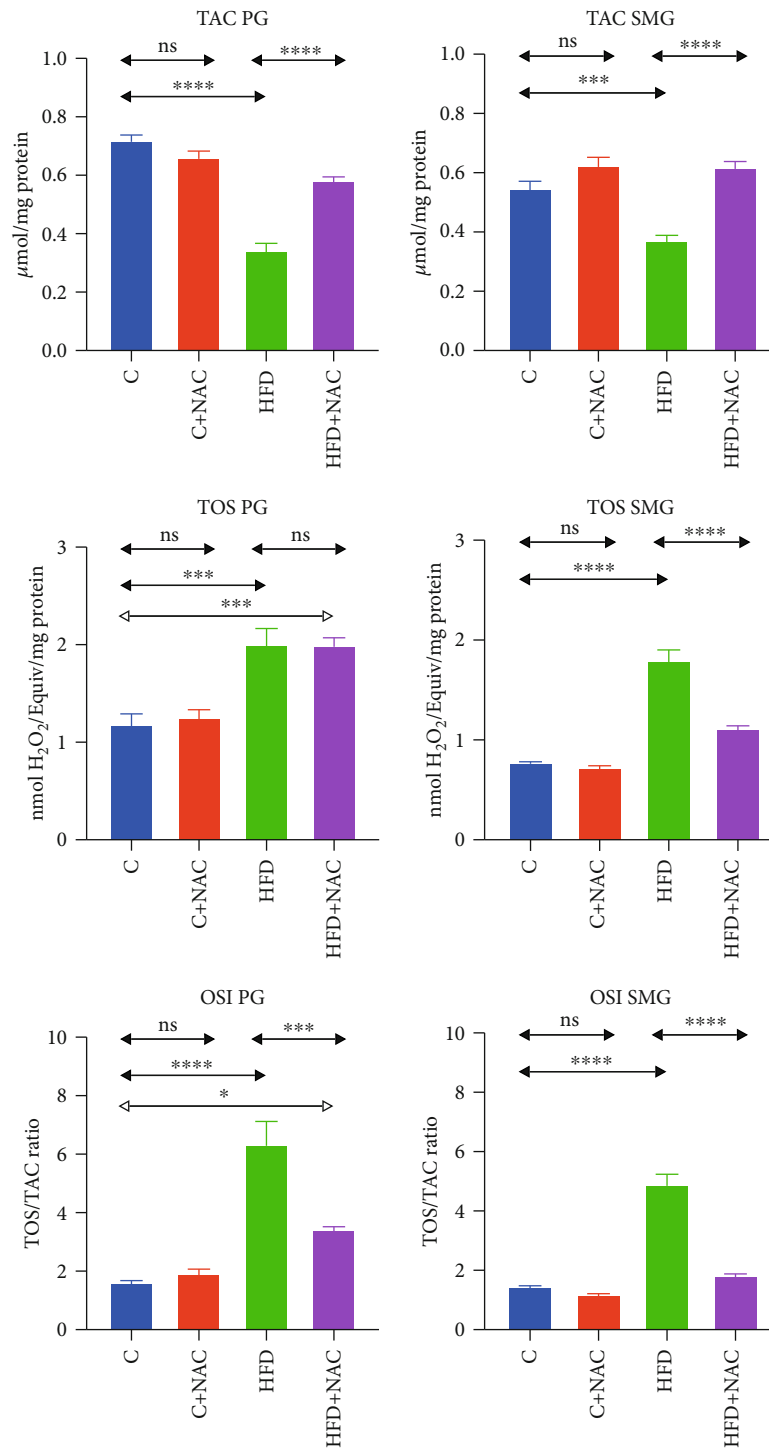 TAC PG
μmol/mg protein
1.0
0.8
0.6
0.4
0.2
0.0
ns
****
****
C
C+NAC
HFD
HFD+NAC
TAC SMG
μmol/mg protein
1.0
0.8
0.6
0.4
0.2
0.0
ns
****
***
C
C+NAC
HFD
HFD+NAC
TOS PG
nmol H₂O₂/Equiv/mg protein
3
2
1
0
ns
ns
***
***
C
C+NAC
HFD
HFD+NAC
TOS SMG
nmol H₂O₂/Equiv/mg protein
3
2
1
0
ns
****
****
C
C+NAC
HFD
HFD+NAC
OSI PG
TOS/TAC ratio
10
8
6
4
2
0
ns
***
****
*
C
C+NAC
HFD
HFD+NAC
OSI SMG
TOS/TAC ratio
10
8
6
4
2
0
ns
****
****
C
C+NAC
HFD
HFD+NAC